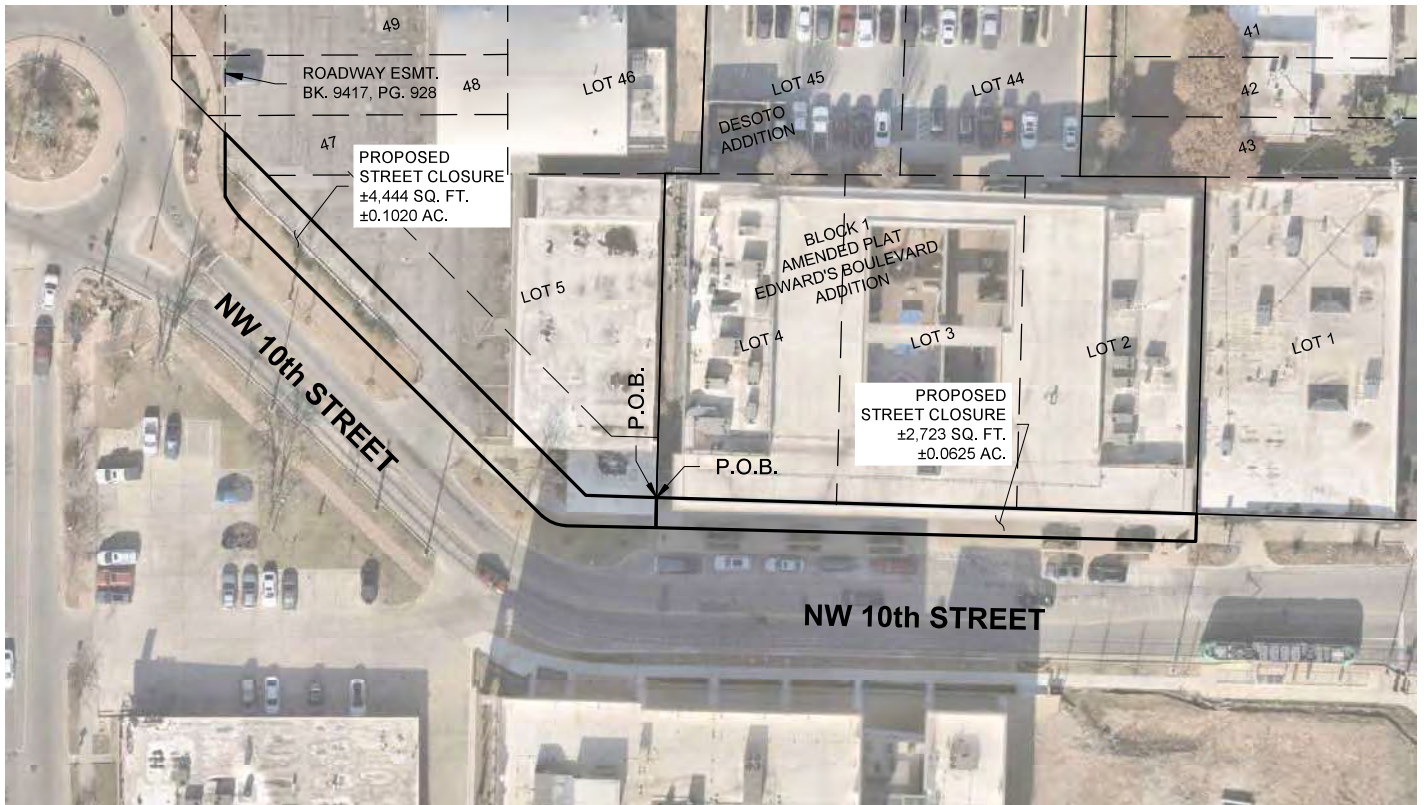 49
41
ROADWAY ESMT.
BK. 9417, PG. 928
48
LOT 46
LOT 45
LOT 44
42
DESOTO
ADDITION
47
43
PROPOSED
STREET CLOSURE
±4,444 SQ. FT.
±0.1020 AC.
BLOCK 1
AMENDED PLAT
EDWARD'S BOULEVARD
ADDITION
LOT 5
LOT 4
LOT 3
LOT 2
LOT 1
NW 10th STREET
P.O.B.
P.O.B.
PROPOSED
STREET CLOSURE
±2,723 SQ. FT.
±0.0625 AC.
NW 10th STREET